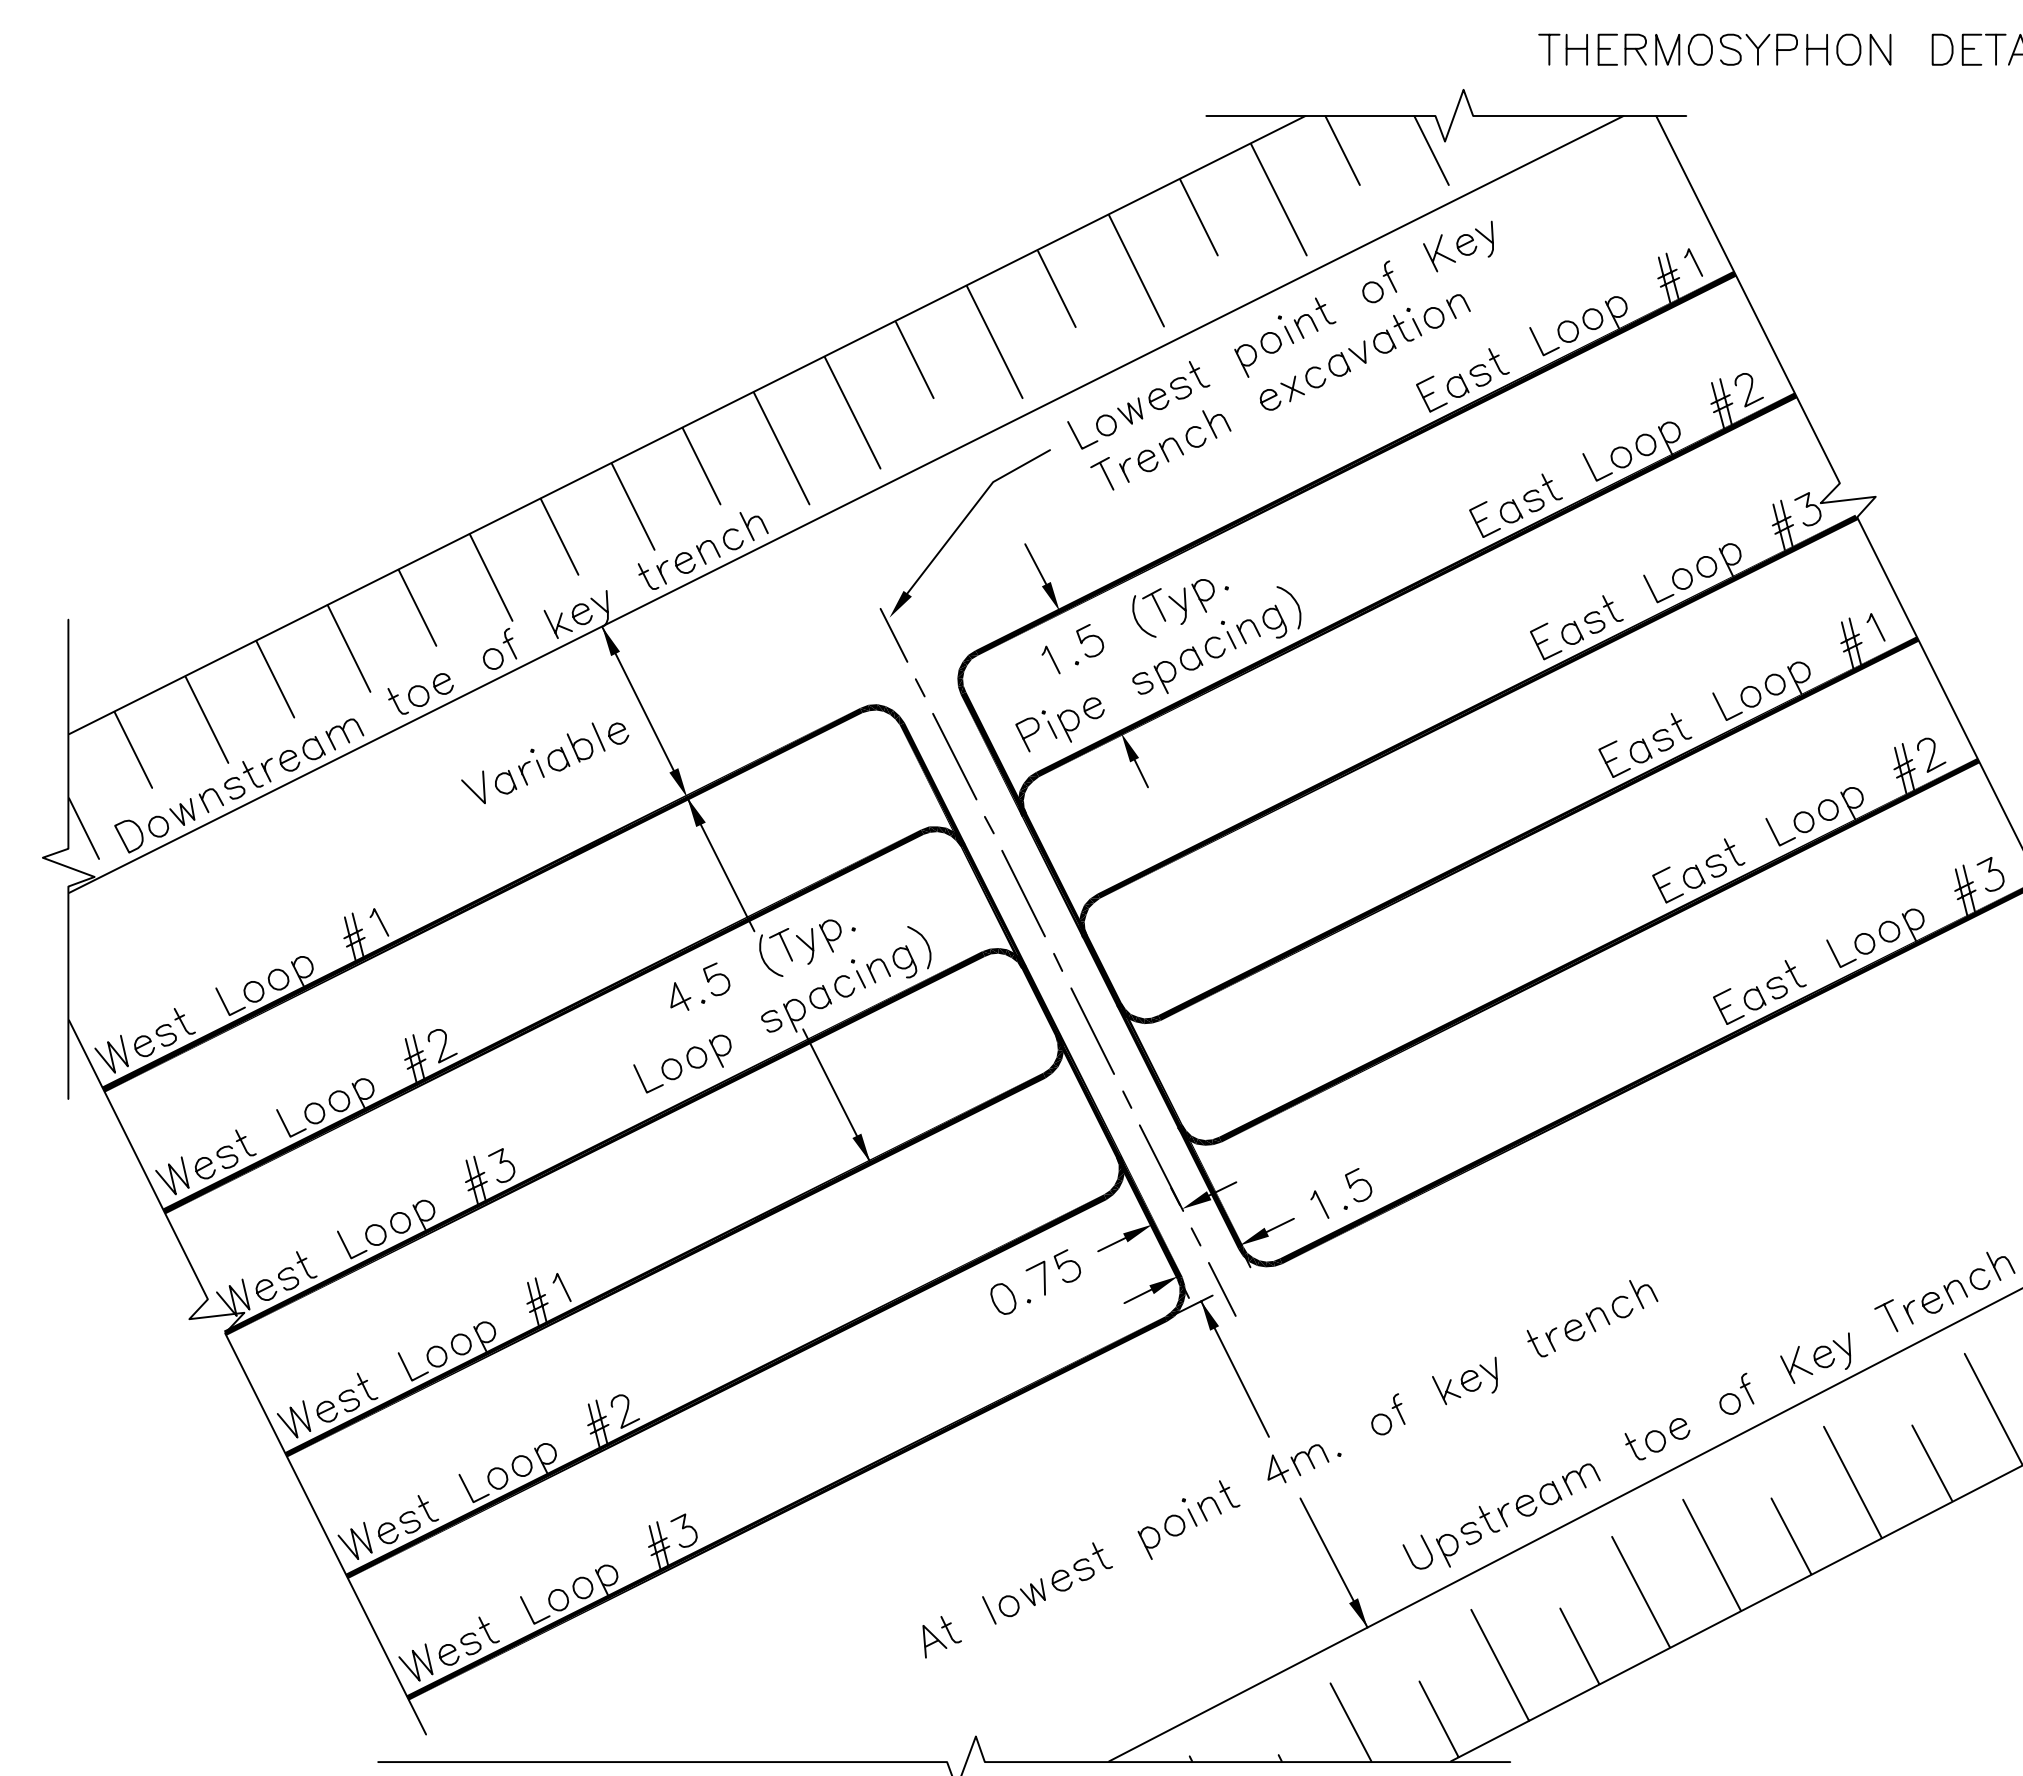 THERMOSYPHON DETA
Lowest point of Key
Trench excavation
East Loop #1
East Loop #2
East Loop #3
East Loop #1
East Loop #2
East Loop #3
1.5 (Typ.
Pipe spacing)
Downstream toe of key trench
Variable
West Loop #1
West Loop #2
West Loop #3
West Loop #1
West Loop #2
West Loop #3
4.5 (Typ.
Loop spacing)
1.5
0.75
At lowest point 4m. of key trench
Upstream toe of Key Trench